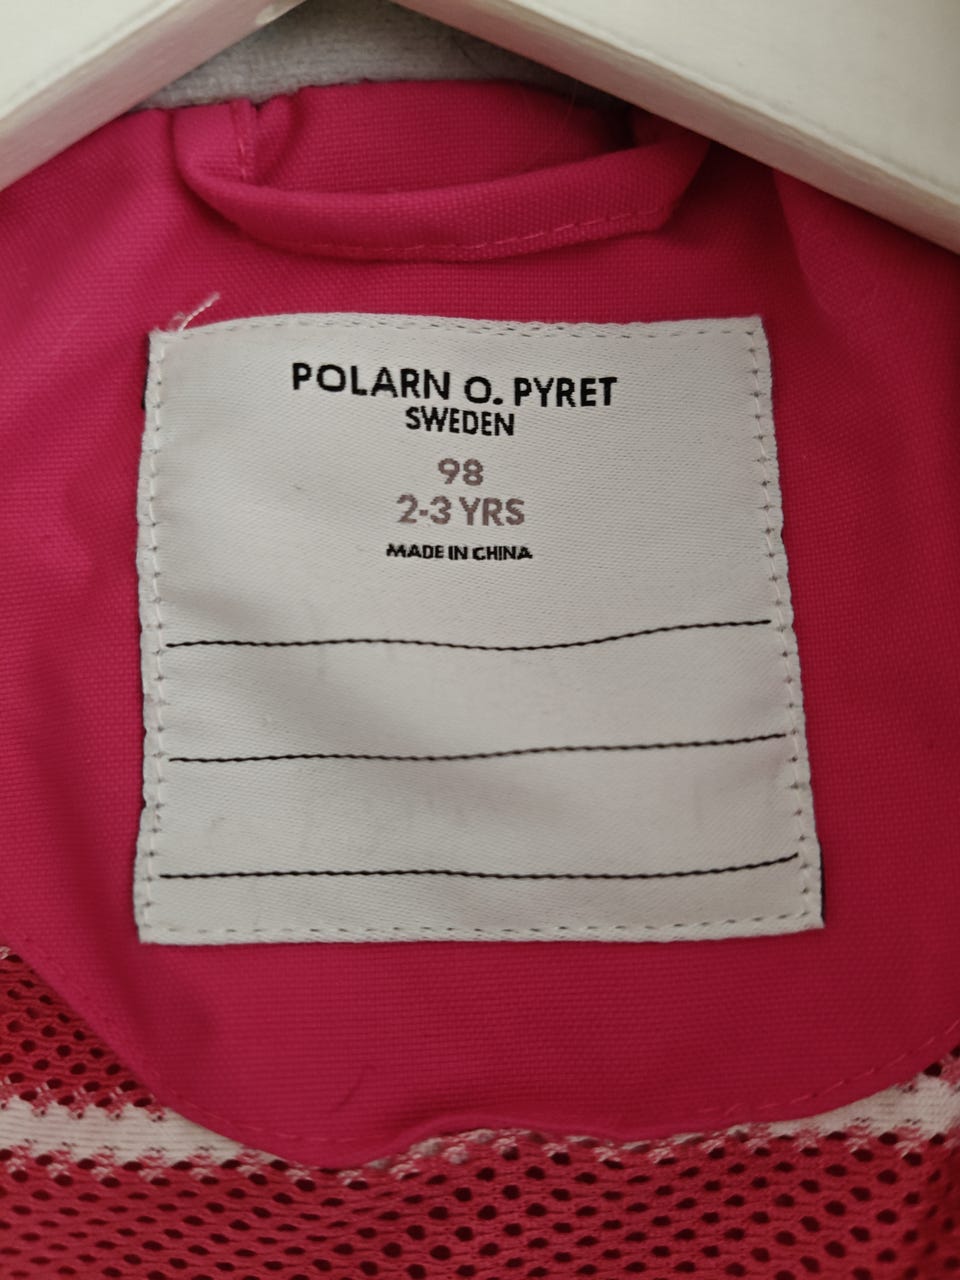 POLARN O. PYRET
SWEDEN
98
2-3 YRS
MADE IN CHINA